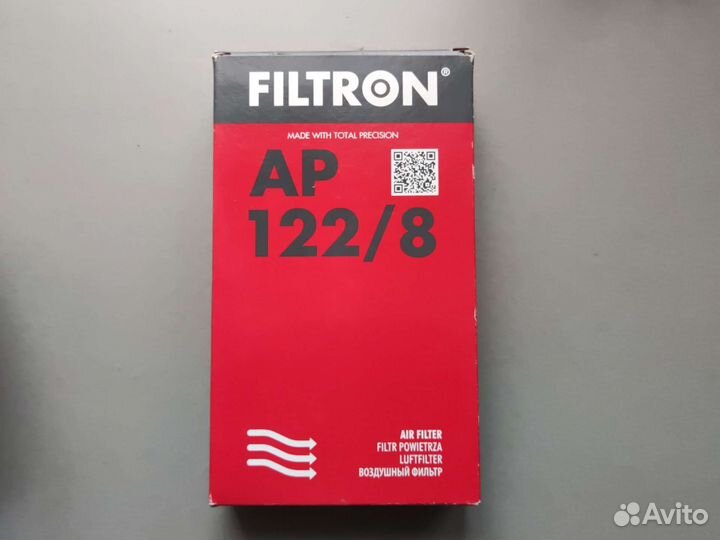 FILTRON®
MADE WITH TOTAL PRECISION
AP
122/8
AIR FILTER
FILTR POWIETRZA
LUFTFILTER
ВОЗДУШНЫЙ ФИЛЬТР
Avito